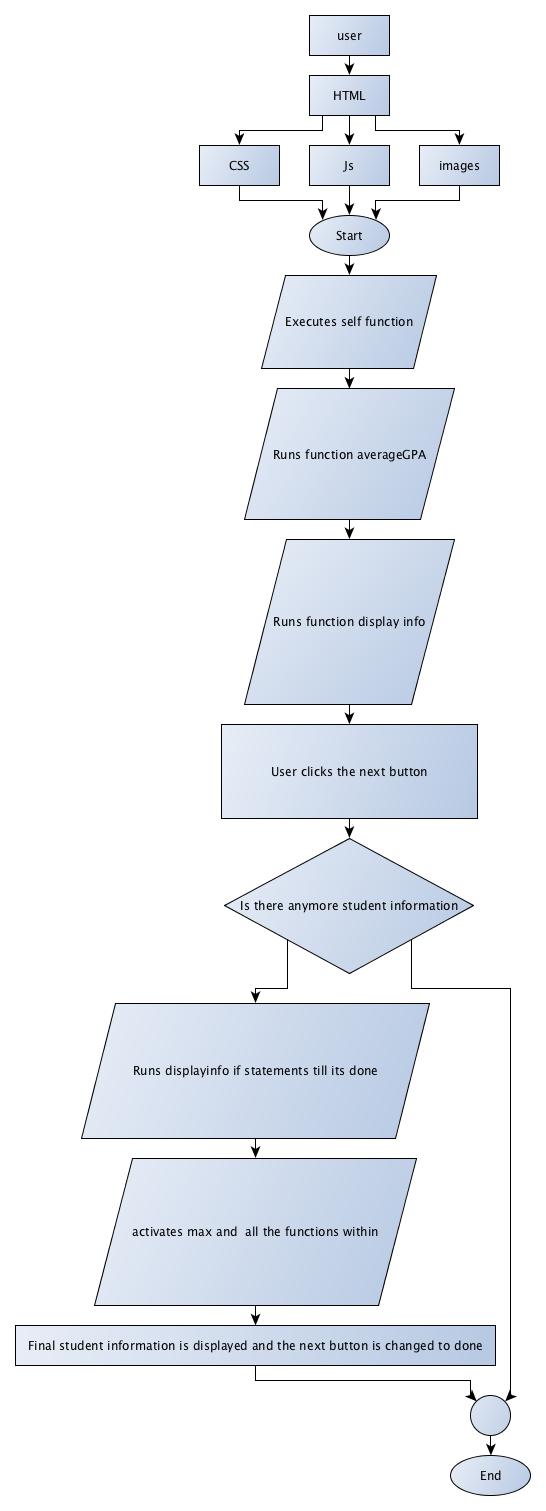 user
HTML
CSS
Js
images
Start
Executes self function
Runs function averageGPA
Runs function display info
User clicks the next button
Is there anymore student information
Runs displayinfo if statements till its done
activates max and  all the functions within
Final student information is displayed and the next button is changed to done
End